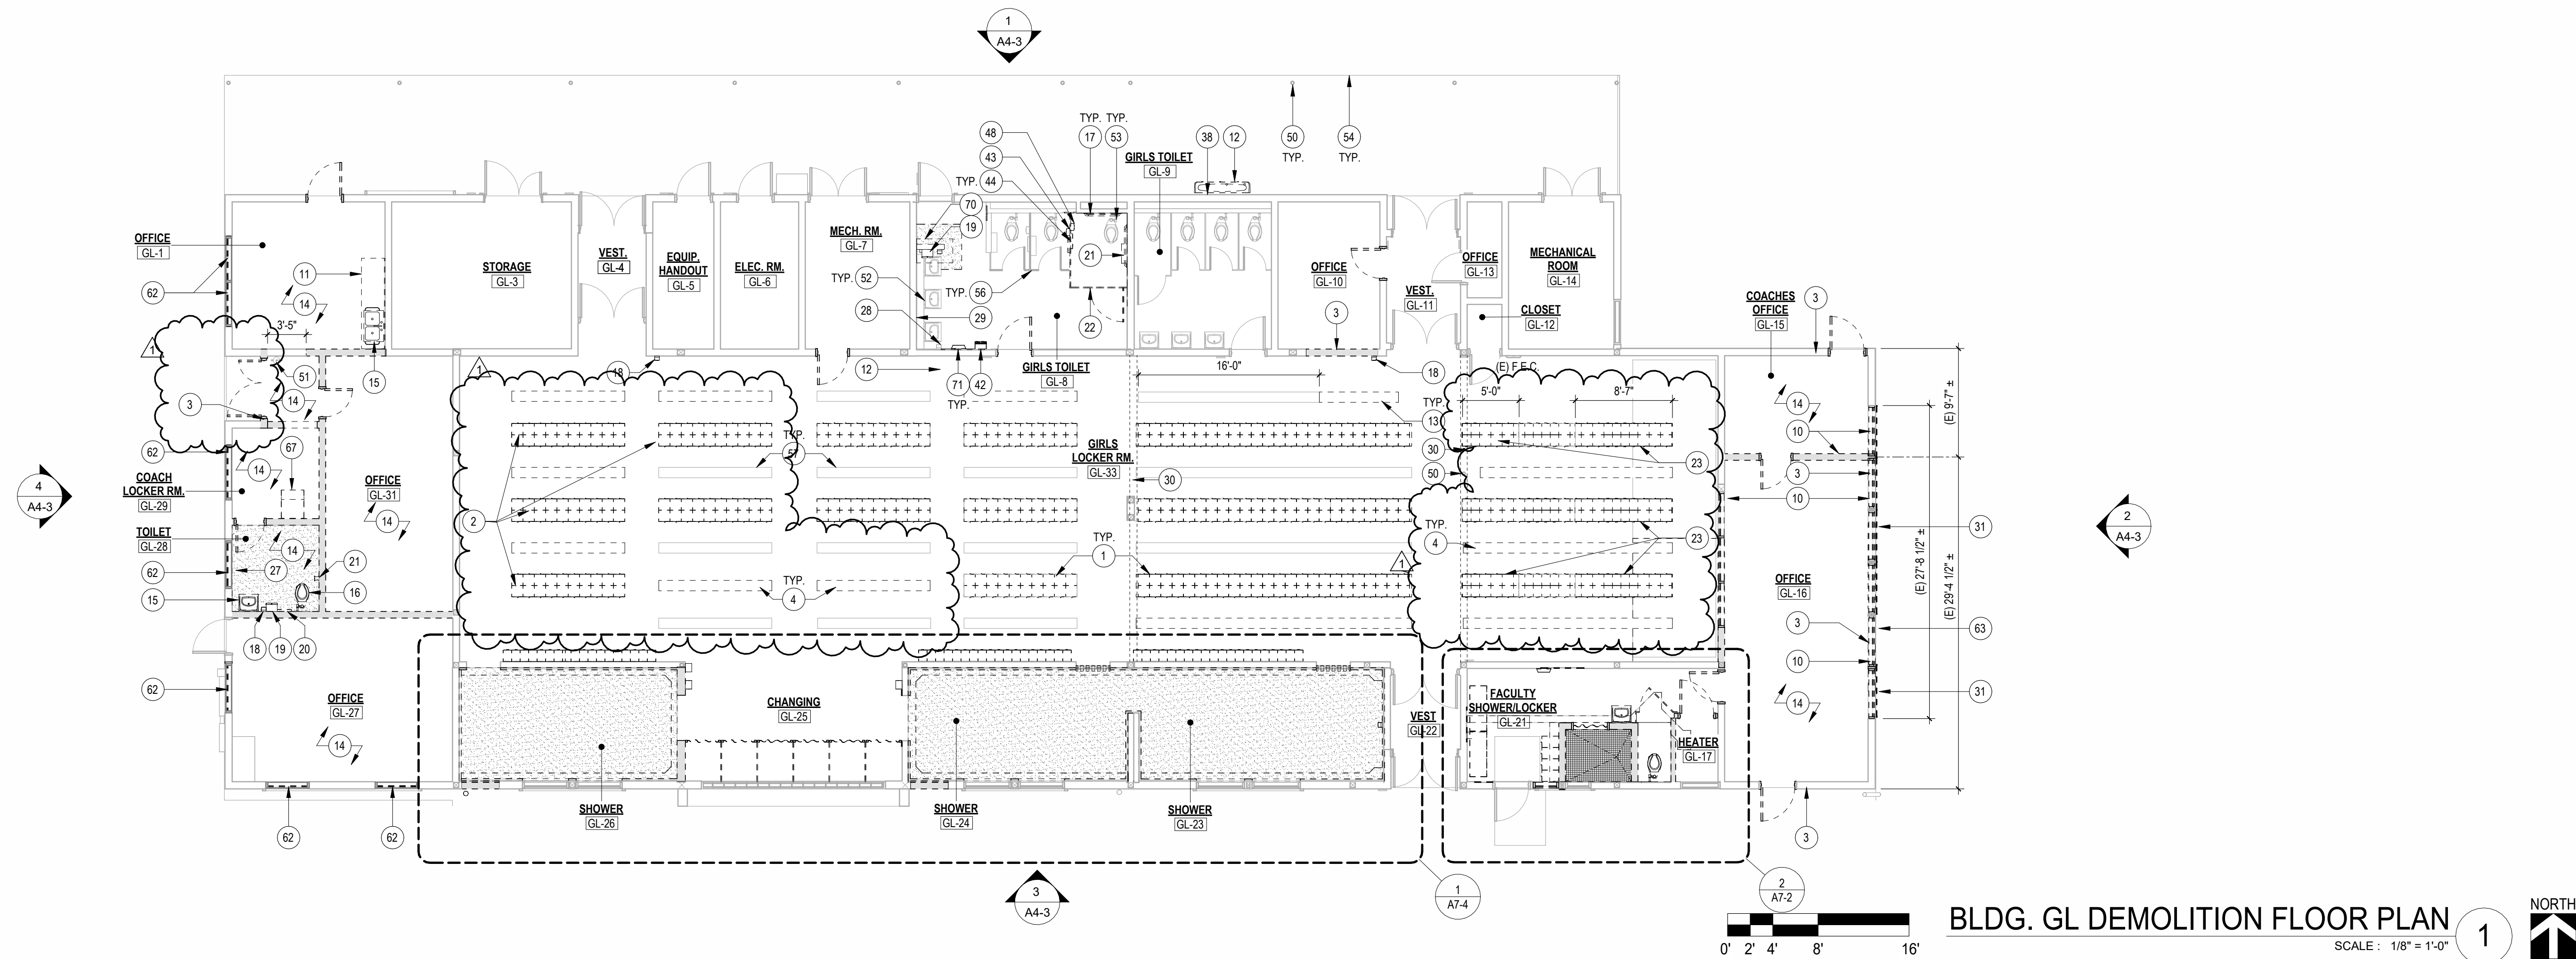 1
A4-3
48
43
TYP. 44
TYP. TYP.
17 53
GIRLS TOILET
GL-9
38 12
50
TYP.
54
TYP.
70
19
OFFICE
GL-1
62
11
14
3'-5"
1
51
15
3
14
STORAGE
GL-3
VEST.
GL-4
EQUIP.
HANDOUT
GL-5
ELEC. RM.
GL-6
MECH. RM.
GL-7
TYP. 52
28
TYP. 56
29
21
22
18
12
71
TYP.
42
GIRLS TOILET
GL-8
OFFICE
GL-10
3
18
VEST.
GL-11
OFFICE
GL-13
MECHANICAL
ROOM
GL-14
CLOSET
GL-12
COACHES
OFFICE
GL-15
3
16'-0"
(E) F.E.C.
5'-0"
8'-7"
TYP.
13
30
50
14
10
3
10
(E) 9'-7" ±
62
67
14
COACH
LOCKER RM.
GL-29
TOILET
GL-28
OFFICE
GL-31
14
4
A4-3
1
TYP.
57
2
GIRLS
LOCKER RM.
GL-33
30
23
TYP.
4
23
TYP.
1
1
TYP.
4
62
14
27
21
16
15
18 19 20
31
2
A4-3
OFFICE
GL-16
(E) 27'-8 1/2" ±
(E) 29'-4 1/2" ±
3
63
10
14
31
62
OFFICE
GL-27
14
CHANGING
GL-25
VEST
GL-22
FACULTY
SHOWER/LOCKER
GL-21
HEATER
GL-17
62
62
SHOWER
GL-26
SHOWER
GL-24
SHOWER
GL-23
3
3
A4-3
1
A7-4
2
A7-2
0' 2' 4' 8' 16'
BLDG. GL DEMOLITION FLOOR PLAN
1
SCALE : 1/8" = 1'-0"
NORTH